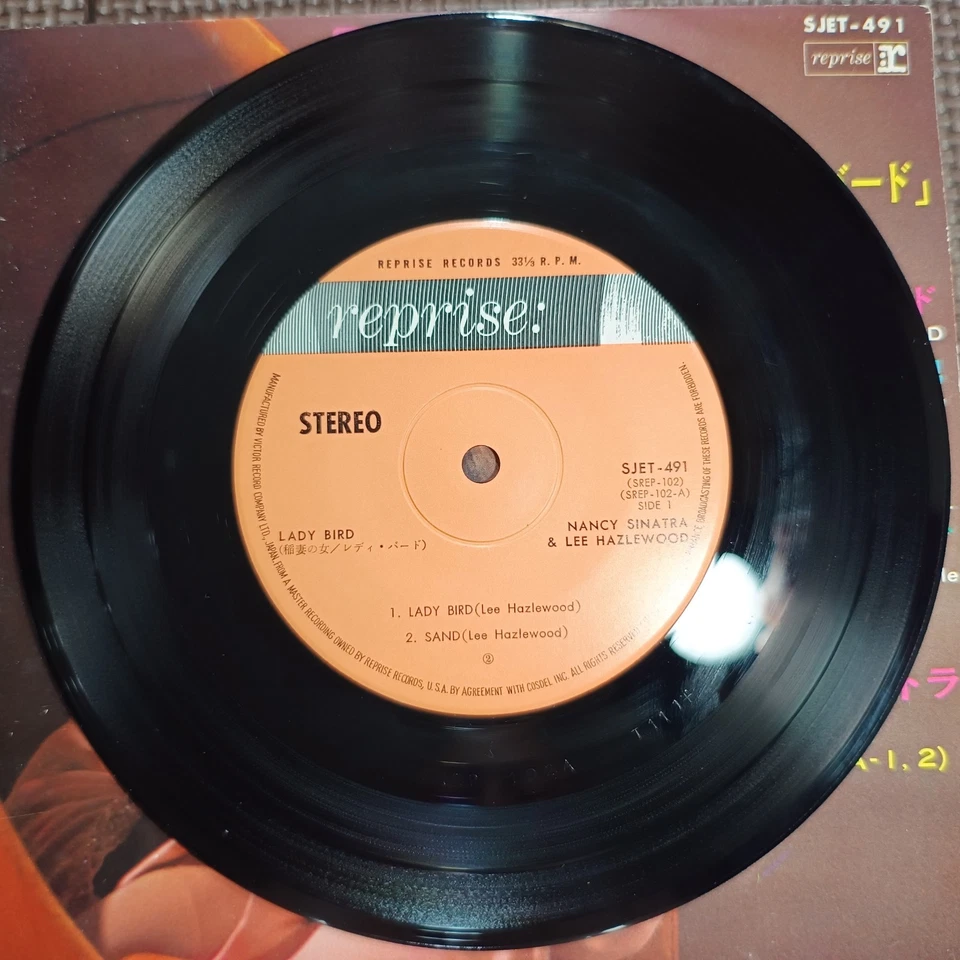 SJET-491
reprise r
ード」
ド
D
REPRISE RECORDS 33⅓ R.P.M.
reprise:
STEREO
SJET-491
(SREP-102)
(SREP-102-A)
SIDE 1
LADY BIRD
(稲妻の女/レディ・バード)
NANCY SINATRA
& LEE HAZLEWOOD
1. LADY BIRD(Lee Hazlewood)
2. SAND(Lee Hazlewood)
②
MANUFACTURED BY VICTOR RECORD COMPANY LTD., JAPAN, FROM A MASTER RECORDING OWNED BY REPRISE RECORDS, U.S.A. BY AGREEMENT WITH COSDEL INC. ALL RIGHTS RESERVED
BROADCASTING OF THESE RECORDS ARE FORBIDDEN.
le
トラ
A-1, 2)
T111F